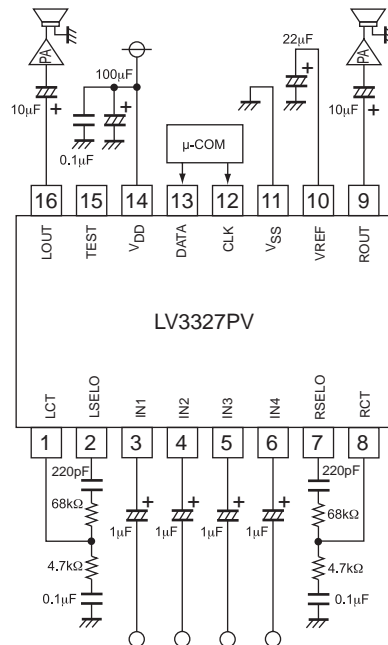 PA
PA
22μF
100μF
10μF
10μF
0.1μF
μ-COM
+
+
+
+
16 15 14 13 12 11 10 9
LOUT TEST VDD DATA CLK VSS VREF ROUT
LV3327PV
LCT LSELO IN1 IN2 IN3 IN4 RSELO RCT
1 2 3 4 5 6 7 8
220pF
220pF
68kΩ
68kΩ
+ + + +
1μF 1μF 1μF 1μF
4.7kΩ
4.7kΩ
0.1μF
0.1μF